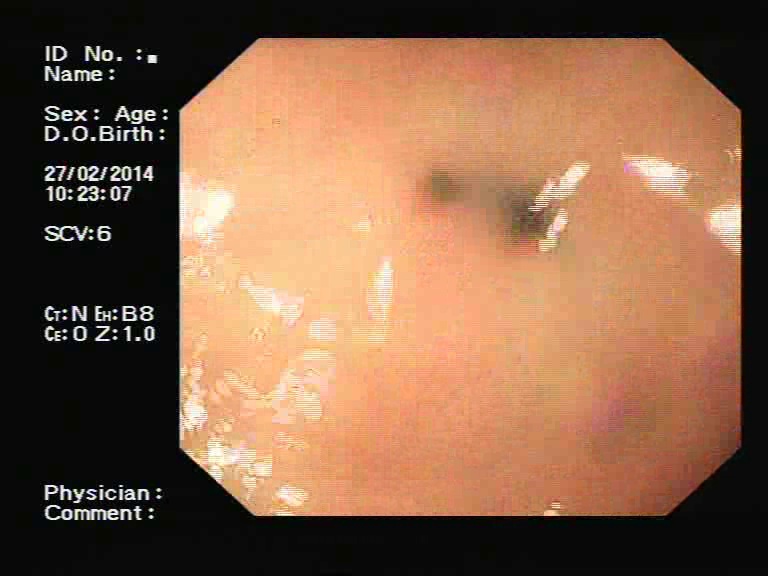 ID No. :
Name:
Sex: Age:
D.O.Birth:
27/02/2014
10:23:07
SCV:6
CT:N EH:B8
CE:0 Z:1.0
Physician:
Comment: